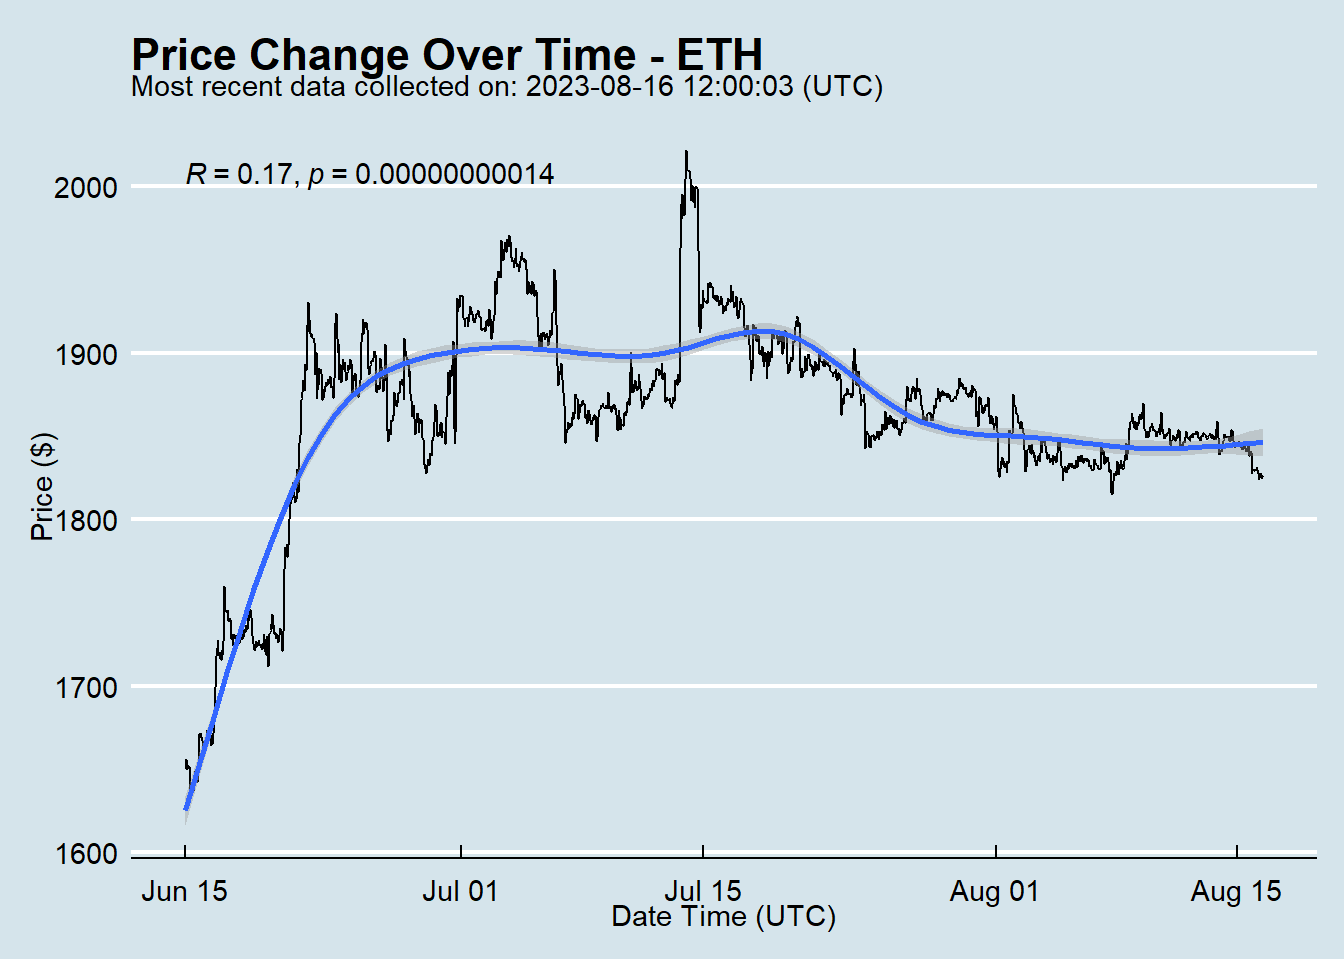 Price Change Over Time - ETH
Most recent data collected on: 2023-08-16 12:00:03 (UTC)
R = 0.17, p = 0.00000000014
2000
1900
1800
1700
1600
Price ($)
Jun 15
Jul 01
Jul 15
Aug 01
Aug 15
Date Time (UTC)